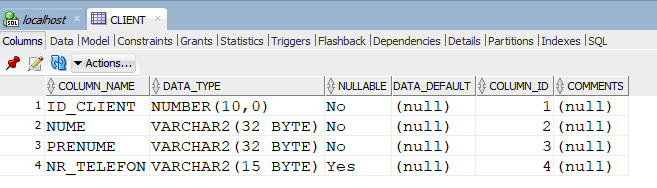 SQL localhost CLIENT
Columns Data Model Constraints Grants Statistics Triggers Flashback Dependencies Details Partitions Indexes SQL
Actions...
COLUMN_NAME DATA_TYPE NULLABLE DATA_DEFAULT COLUMN_ID COMMENTS
1 ID_CLIENT NUMBER(10,0) No (null) 1 (null)
2 NUME VARCHAR2(32 BYTE) No (null) 2 (null)
3 PRENUME VARCHAR2(32 BYTE) No (null) 3 (null)
4 NR_TELEFON VARCHAR2(15 BYTE) Yes (null) 4 (null)